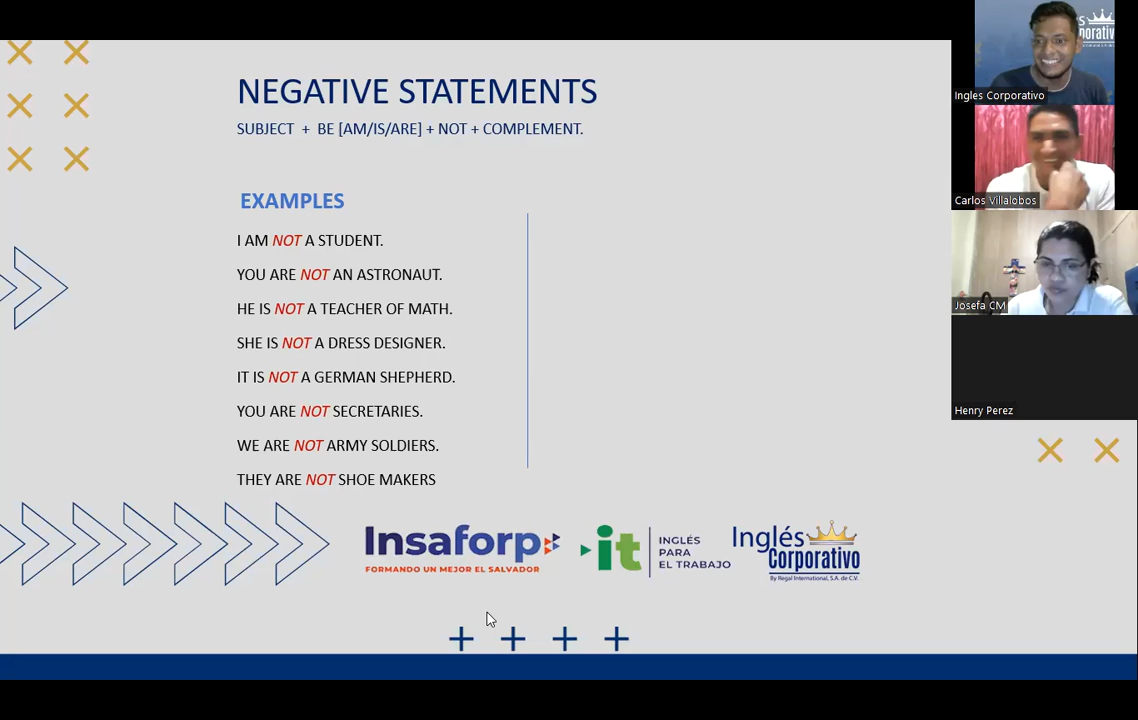 NEGATIVE STATEMENTS
SUBJECT + BE [AM/IS/ARE] + NOT + COMPLEMENT.
EXAMPLES
I AM NOT A STUDENT.
YOU ARE NOT AN ASTRONAUT.
HE IS NOT A TEACHER OF MATH.
SHE IS NOT A DRESS DESIGNER.
IT IS NOT A GERMAN SHEPHERD.
YOU ARE NOT SECRETARIES.
WE ARE NOT ARMY SOLDIERS.
THEY ARE NOT SHOE MAKERS
Insaforp
FORMANDO UN MEJOR EL SALVADOR
it
INGLÉS
PARA
EL TRABAJO
Inglés
Corporativo
By Regal International, S.A. de C.V.
Ingles Corporativo
Carlos Villalobos
Josefa CM
Henry Perez